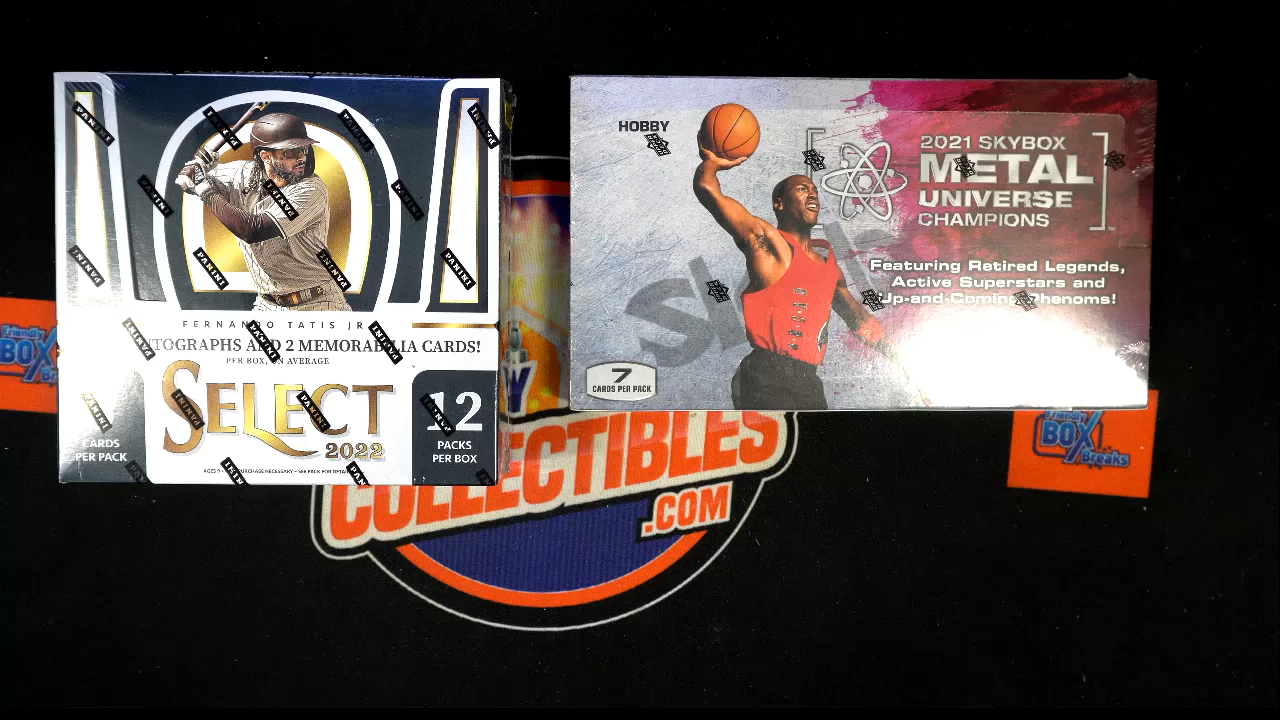 PANINI
FERNANDO TATIS JR
AUTOGRAPHS AND 2 MEMORABILIA CARDS!
PER BOX, ON AVERAGE
SELECT
2022
CARDS
PER PACK
12
PACKS
PER BOX
HOBBY
2021 SKYBOX
METAL
UNIVERSE
CHAMPIONS
Featuring Retired Legends,
Active Superstars and
Up-and-Coming Phenoms!
7
CARDS PER PACK
COLLECTIBLES
.COM
Friendly
BOX
Breaks